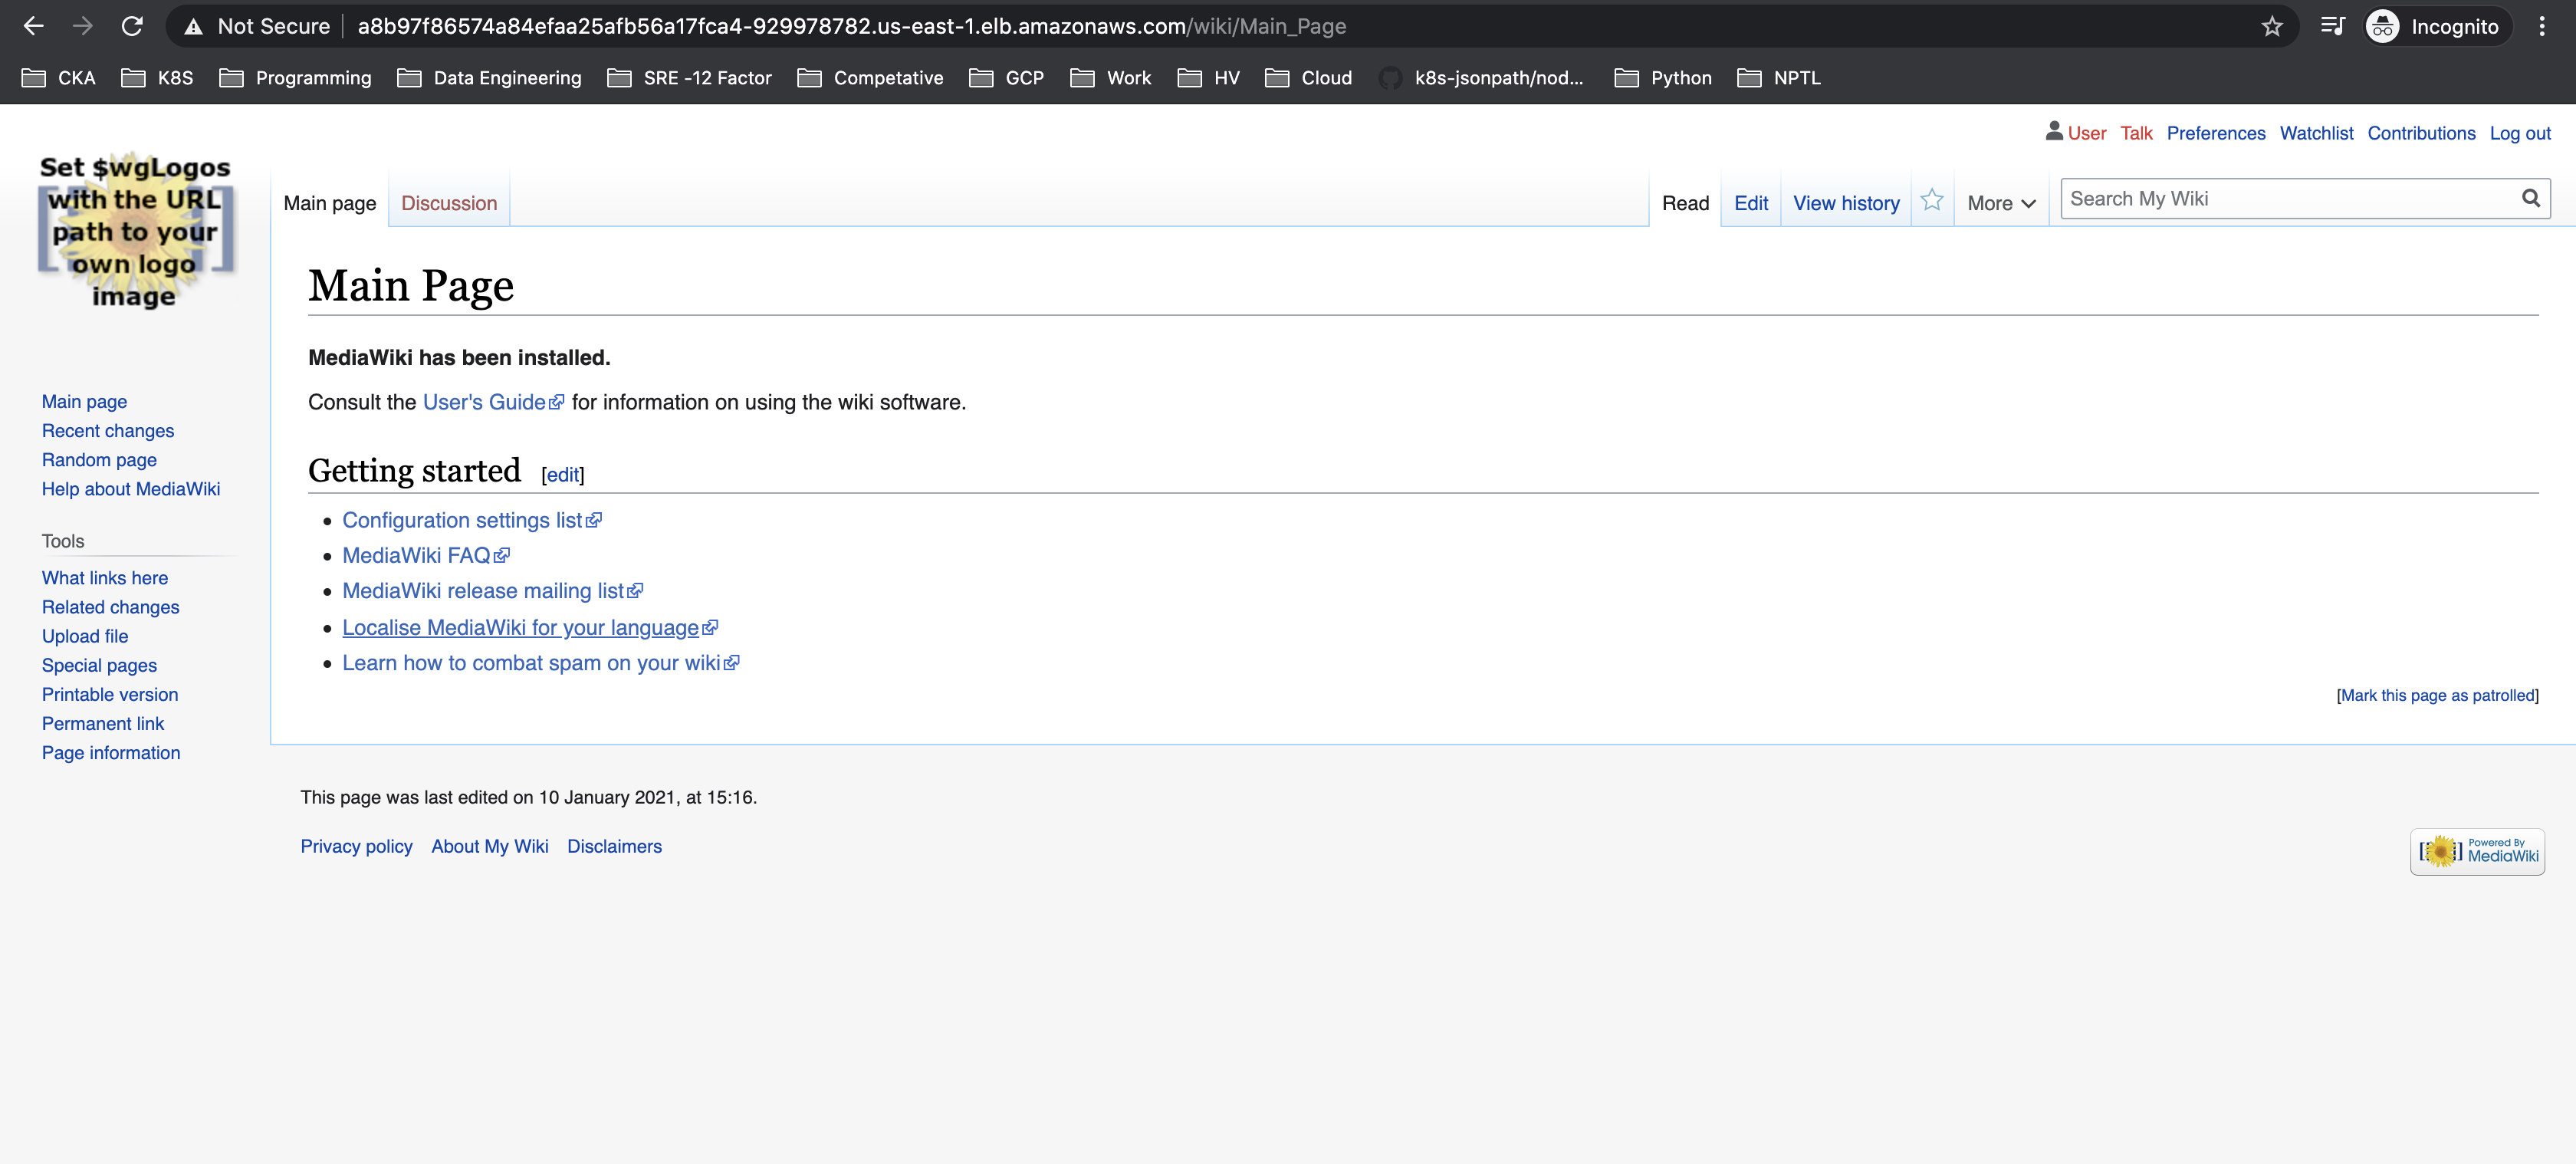 Not Secure a8b97f86574a84efaa25afb56a17fca4-929978782.us-east-1.elb.amazonaws.com/wiki/Main_Page Incognito
CKA K8S Programming Data Engineering SRE -12 Factor Competative GCP Work HV Cloud k8s-jsonpath/nod... Python NPTL
User Talk Preferences Watchlist Contributions Log out
Set $wgLogos
with the URL
path to your
own logo
image
Main page Discussion Read Edit View history More Search My Wiki
Main Page
MediaWiki has been installed.
Consult the User's Guide for information on using the wiki software.
Getting started [edit]
Configuration settings list
MediaWiki FAQ
MediaWiki release mailing list
Localise MediaWiki for your language
Learn how to combat spam on your wiki
[Mark this page as patrolled]
Main page
Recent changes
Random page
Help about MediaWiki
Tools
What links here
Related changes
Upload file
Special pages
Printable version
Permanent link
Page information
This page was last edited on 10 January 2021, at 15:16.
Privacy policy About My Wiki Disclaimers
Powered By
MediaWiki